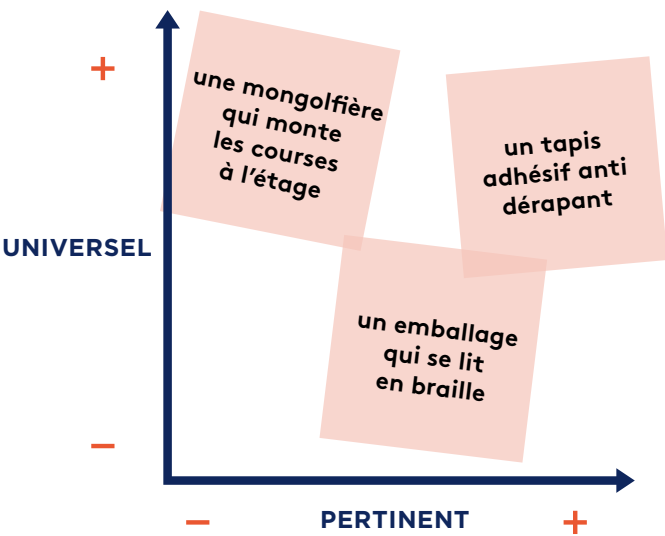 +
une mongolfière
qui monte
les courses
à l'étage
un tapis
adhésif anti
dérapant
UNIVERSEL
un emballage
qui se lit
en braille
−
− PERTINENT +